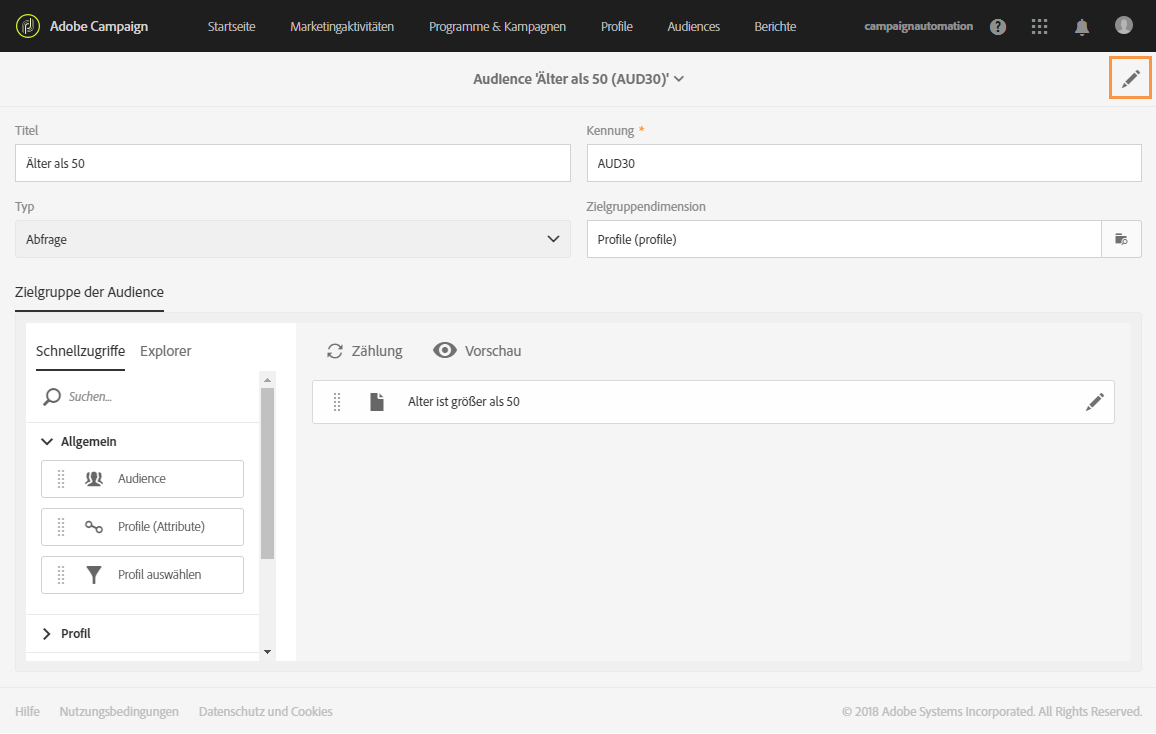 Adobe Campaign Startseite Marketingaktivitäten Programme & Kampagnen Profile Audiences Berichte campaignautomation
Audience 'Älter als 50 (AUD30)'
Titel Kennung *
Älter als 50 AUD30
Typ Zielgruppendimension
Abfrage Profile (profile)
Zielgruppe der Audience
Schnellzugriffe Explorer Zählung Vorschau
Suchen...
Alter ist größer als 50
Allgemein
Audience
Profile (Attribute)
Profil auswählen
Profil
Hilfe Nutzungsbedingungen Datenschutz und Cookies © 2018 Adobe Systems Incorporated. All Rights Reserved.